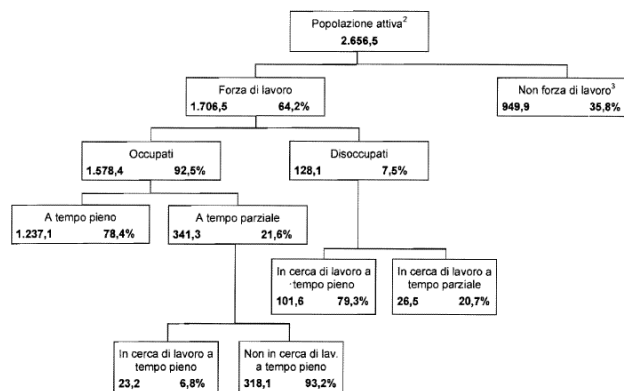 Popolazione attiva²
2.656,5
Forza di lavoro
1.706,5 64,2%
Non forza di lavoro³
949,9 35,8%
Occupati
1.578,4 92,5%
Disoccupati
128,1 7,5%
A tempo pieno
1.237,1 78,4%
A tempo parziale
341,3 21,6%
In cerca di lavoro a
tempo pieno
101,6 79,3%
In cerca di lavoro a
tempo parziale
26,5 20,7%
In cerca di lavoro a
tempo pieno
23,2 6,8%
Non in cerca di lav.
a tempo pieno
318,1 93,2%